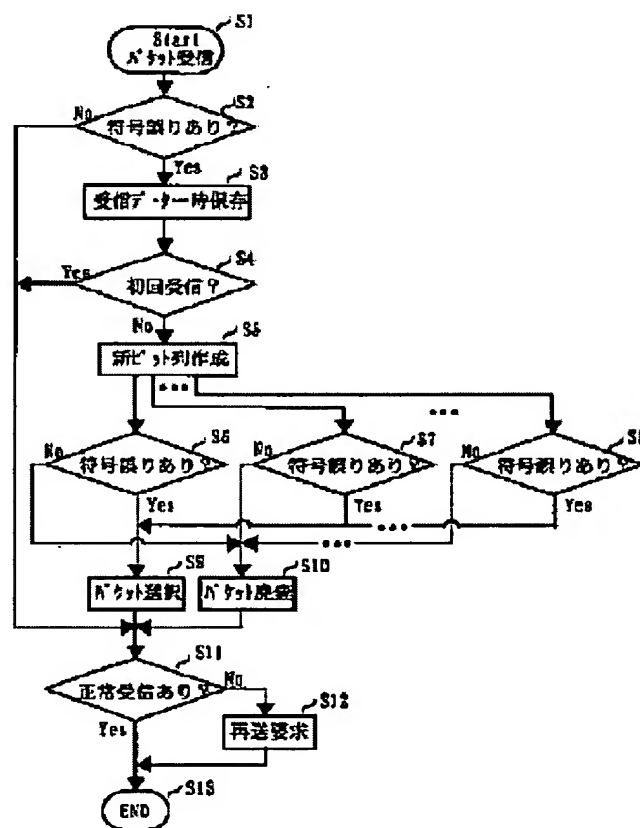 S1
Start
パケット受信
S2
No
符号誤りあり?
Yes
S3
受信データ一時保存
S4
Yes
初回受信?
No
S5
新ビット列作成
•••
•••
S6
S7
S8
No
符号誤りあり?
No
符号誤りあり?
No
符号誤りあり?
Yes
Yes
Yes
•••
•••
S9
S10
パケット選択
パケット廃棄
S11
正常受信あり?
No
S12
再送要求
Yes
S13
END